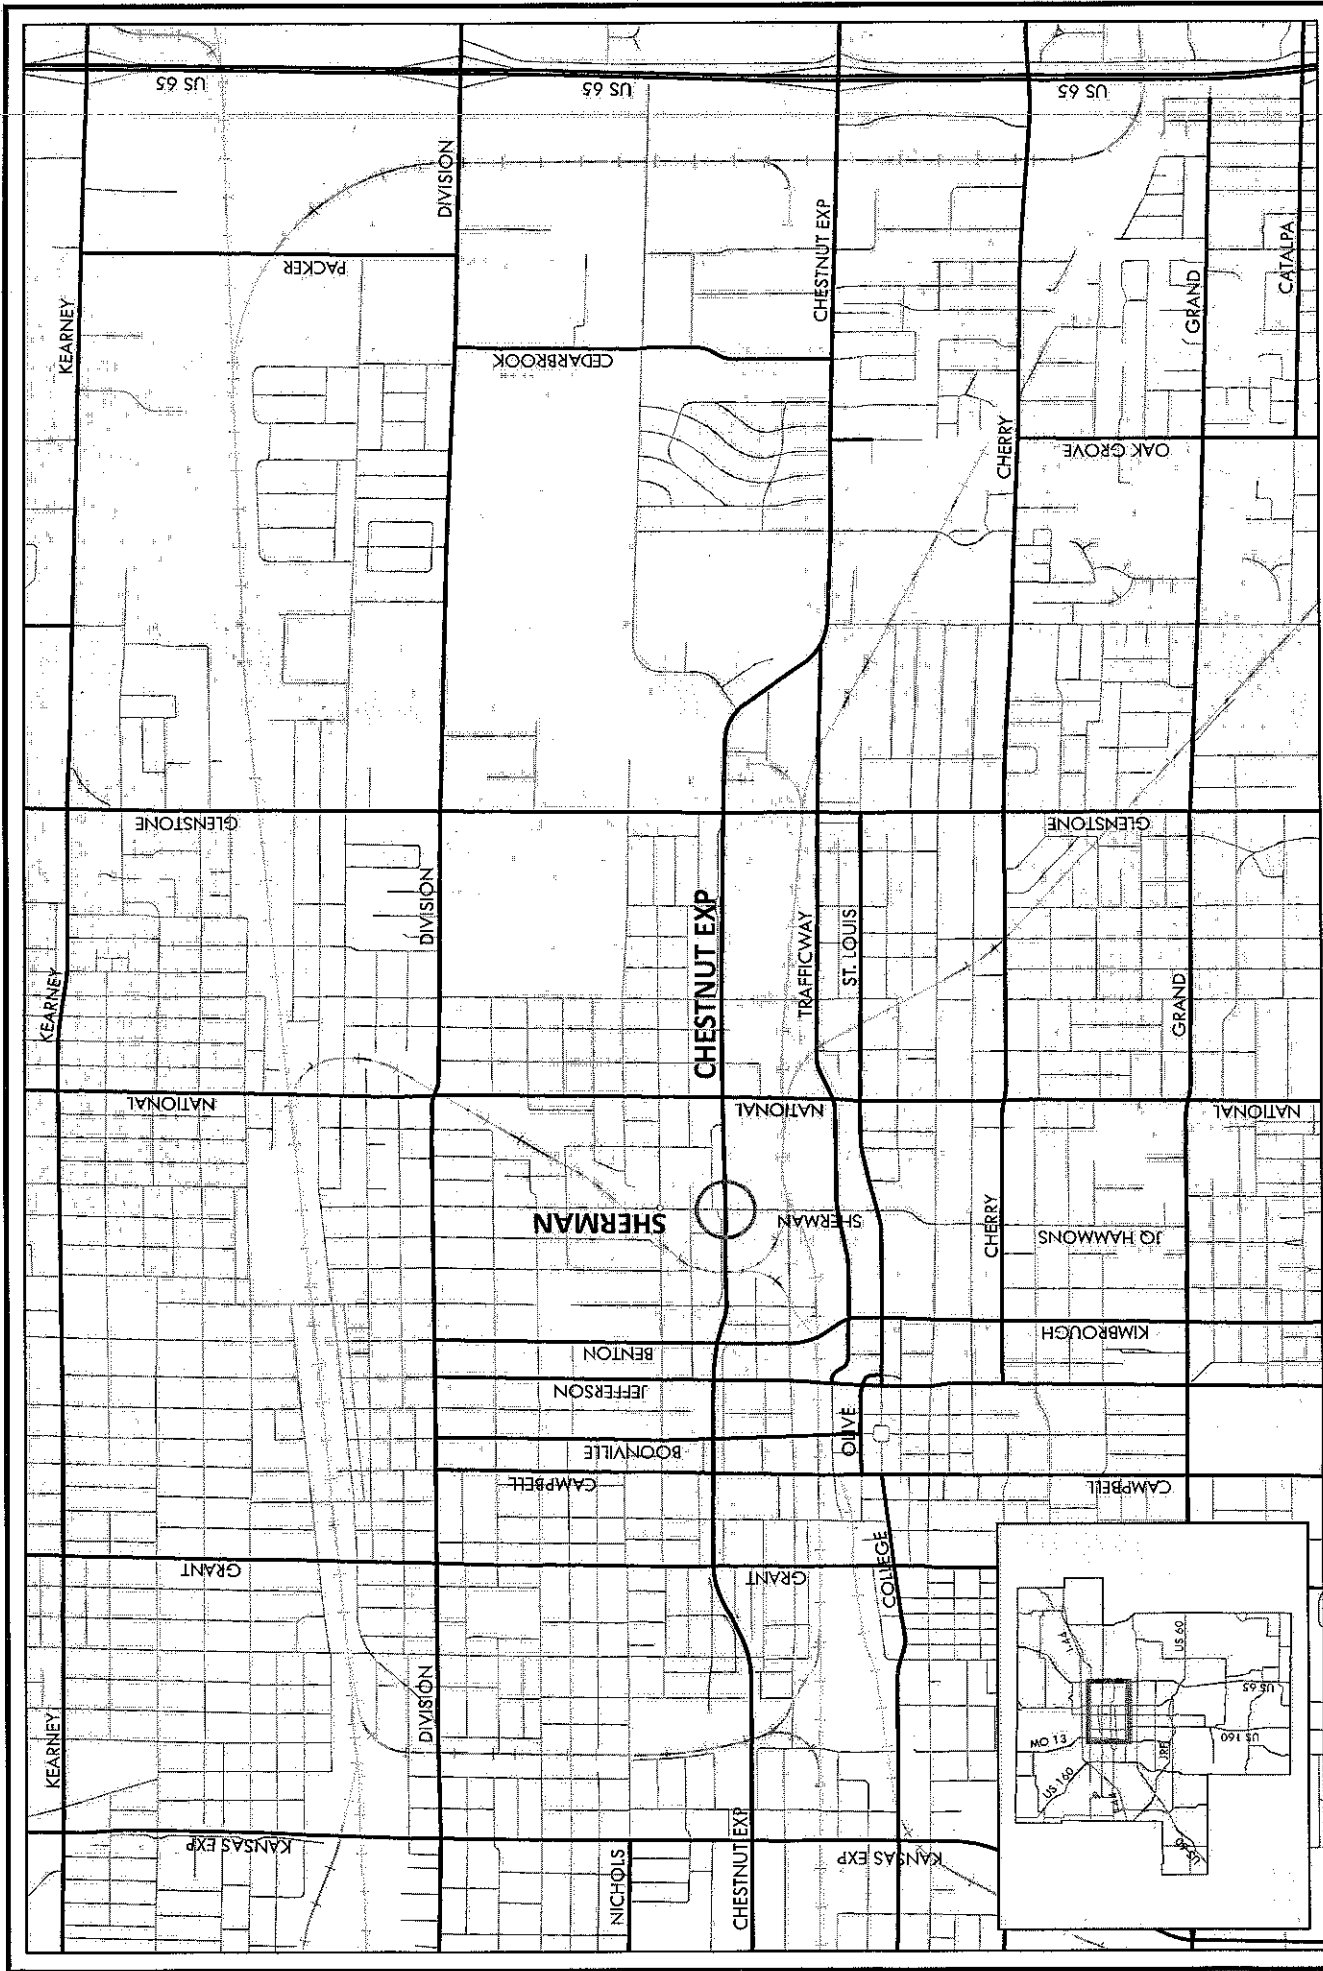 US 65
US 65
US 65
DIVISION
PACKER
CHESTNUT EXP
CATALPA
KEARNEY
GRAND
CEDARBROOK
CHERRY
OAK GROVE
GLENSTONE
GLENSTONE
DIVISION
CHESTNUT EXP
TRAFFICWAY
ST. LOUIS
KEARNEY
GRAND
NATIONAL
NATIONAL
NATIONAL
SHERMAN
SHERMAN
CHERRY
JQ HAMMONS
KIMBROUGH
BENTON
JEFFERSON
OLIVE
BOONVILLE
CAMPBELL
CAMPBELL
GRANT
GRANT
COLLEGE
DIVISION
KEARNEY
KANSAS EXP
KANSAS EXP
NICHOLS
CHESTNUT EXP
US 60
US 65
MO 13
US 160
JRF
US 160